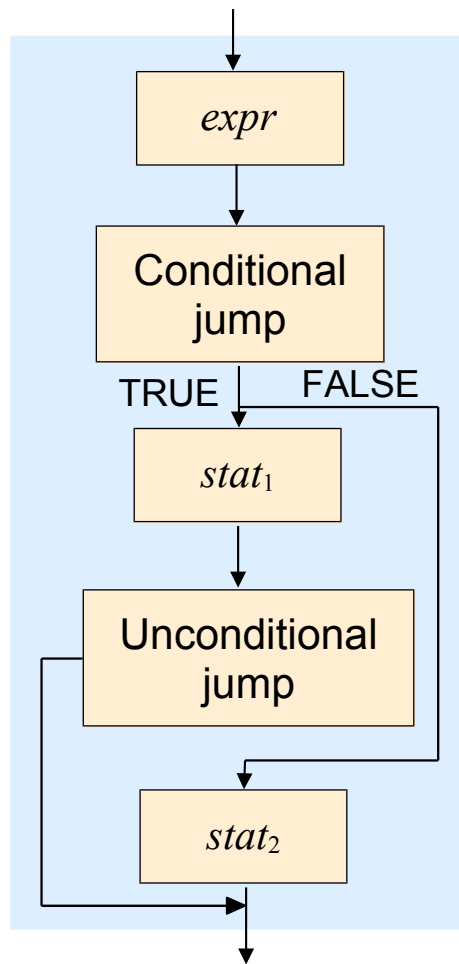 expr
Conditional
jump
TRUE
FALSE
stat₁
Unconditional
jump
stat₂